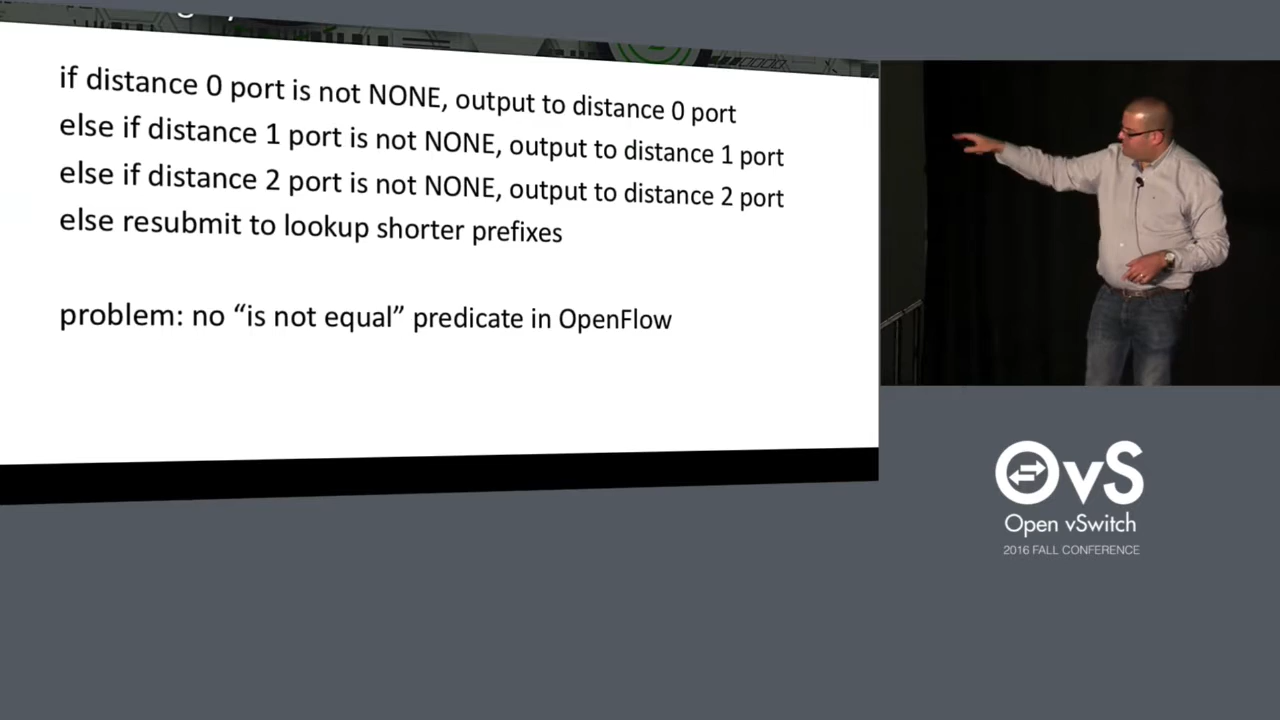 if distance 0 port is not NONE, output to distance 0 port
else if distance 1 port is not NONE, output to distance 1 port
else if distance 2 port is not NONE, output to distance 2 port
else resubmit to lookup shorter prefixes
problem: no “is not equal” predicate in OpenFlow
OvS
Open vSwitch
2016 FALL CONFERENCE